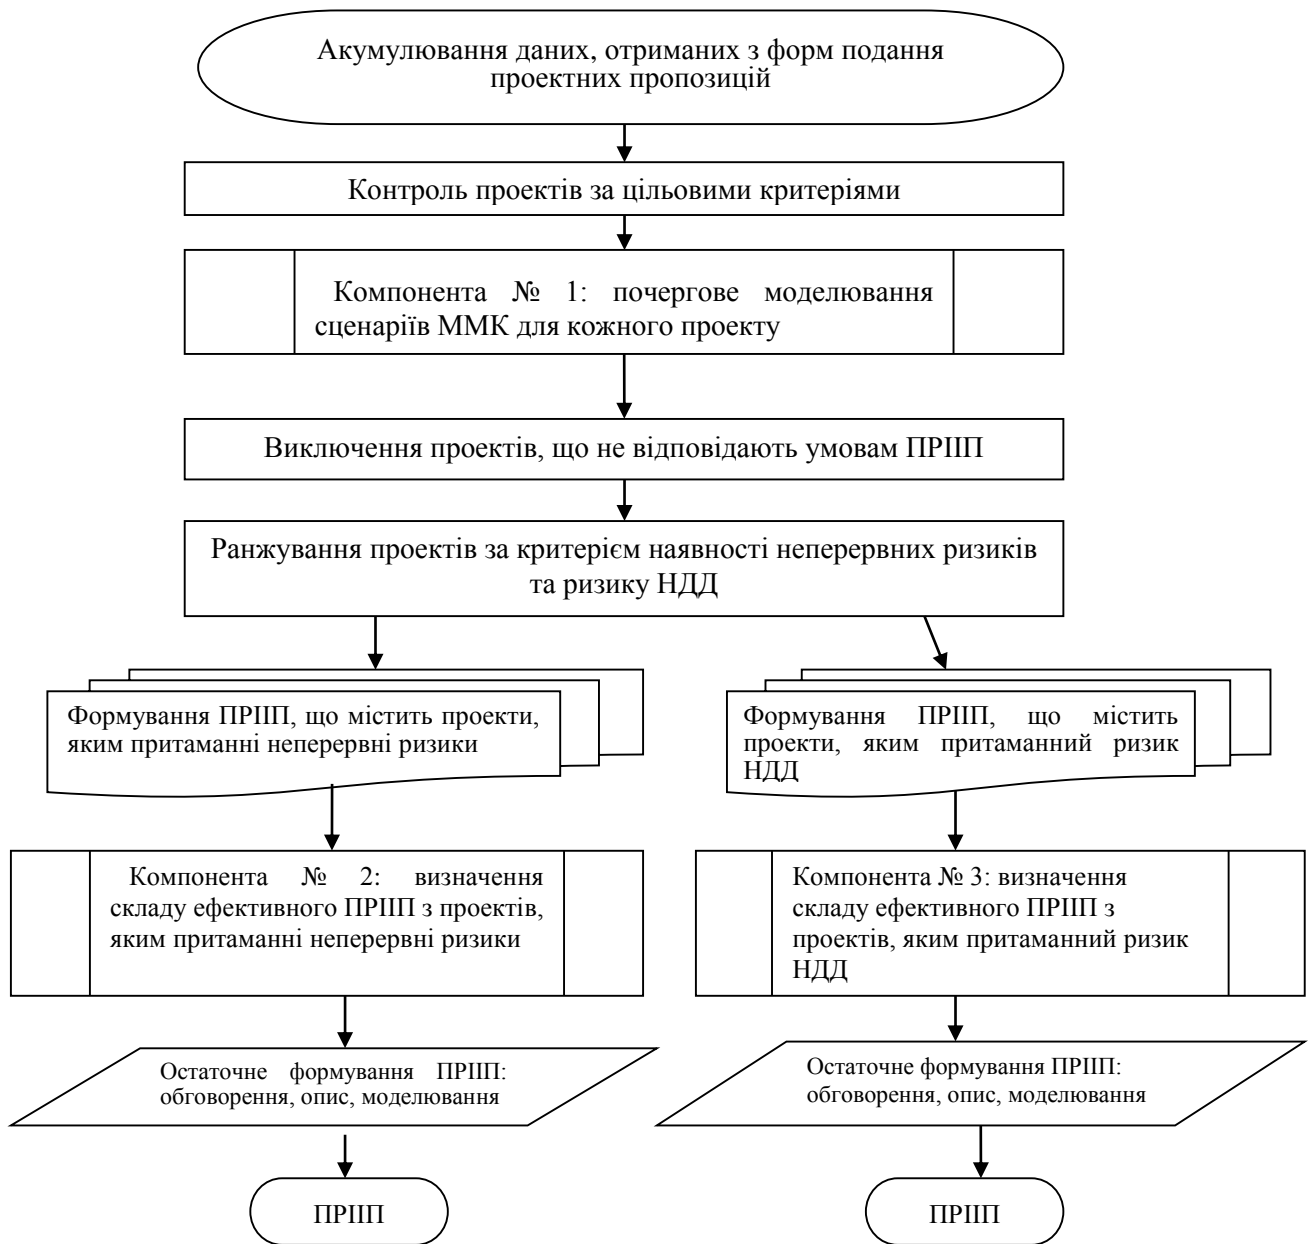 Акумулювання даних, отриманих з форм подання
проектних пропозицій
Контроль проектів за цільовими критеріями
Компонента № 1: почергове моделювання
сценаріїв ММК для кожного проекту
Виключення проектів, що не відповідають умовам ПРІІП
Ранжування проектів за критерієм наявності неперервних ризиків
та ризику НДД
Формування ПРІІП, що містить проекти,
яким притаманні неперервні ризики
Формування ПРІІП, що містить
проекти, яким притаманний ризик
НДД
Компонента № 2: визначення
складу ефективного ПРІІП з проектів,
яким притаманні неперервні ризики
Компонента № 3: визначення
складу ефективного ПРІІП з
проектів, яким притаманний ризик
НДД
Остаточне формування ПРІІП:
обговорення, опис, моделювання
Остаточне формування ПРІІП:
обговорення, опис, моделювання
ПРІІП
ПРІІП